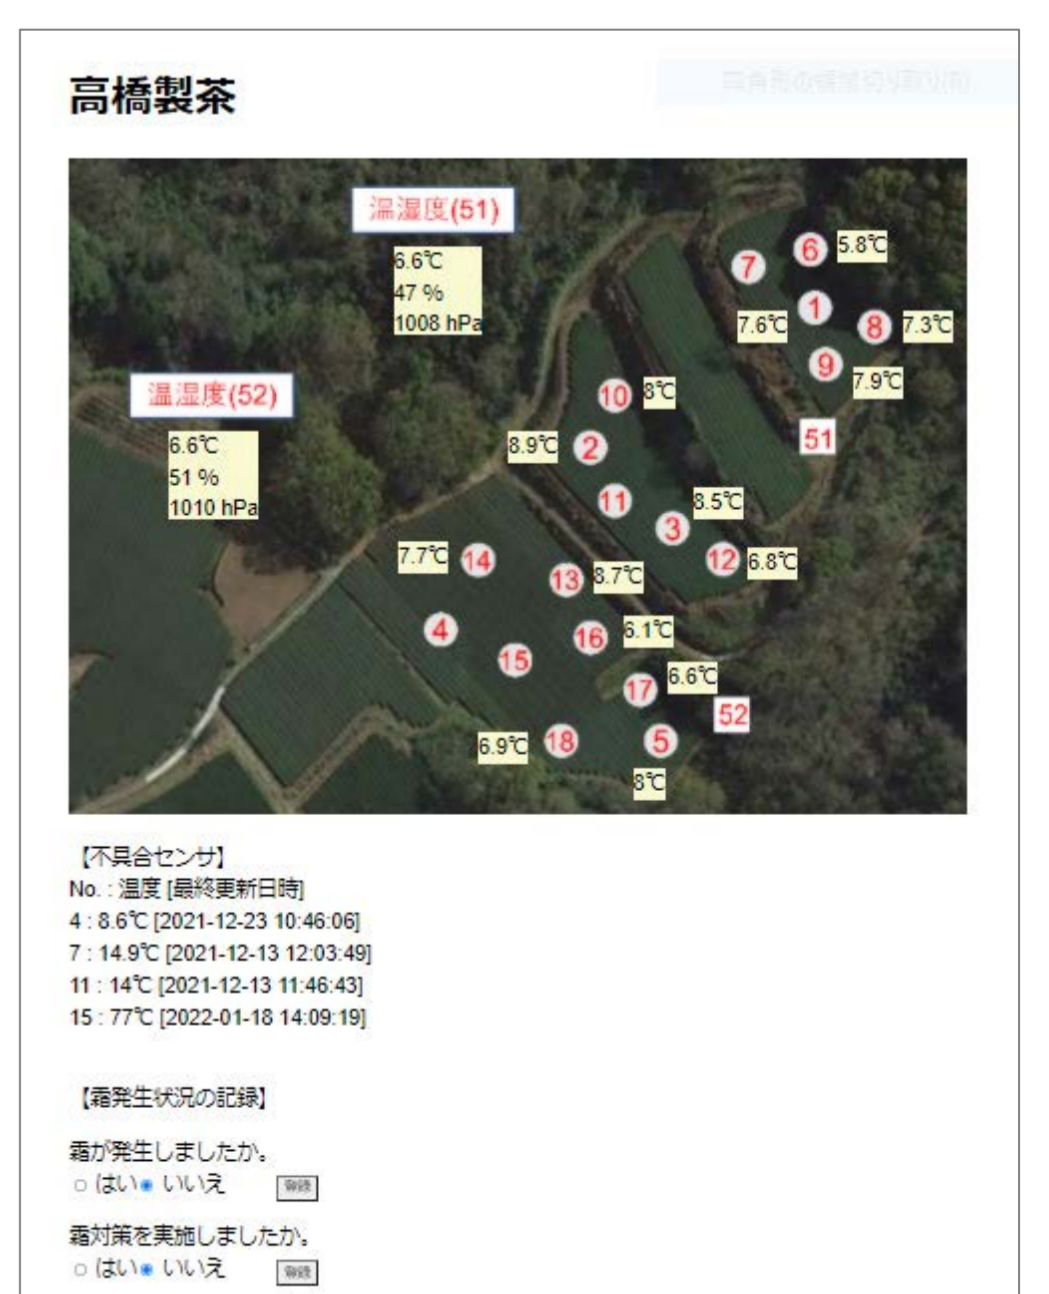 高橋製茶
温湿度(51)
6.6℃
47 %
1008 hPa
温湿度(52)
6.6℃
51 %
1010 hPa
6
5.8℃
7
1
7.6℃
8
7.3℃
9
7.9℃
10
8℃
51
8.9℃
2
11
8.5℃
3
12
6.8℃
7.7℃
14
13
8.7℃
4
16
6.1℃
15
17
6.6℃
52
6.9℃
18
5
8℃
【不具合センサ】
No. : 温度 [最終更新日時]
4 : 8.6℃ [2021-12-23 10:46:06]
7 : 14.9℃ [2021-12-13 12:03:49]
11 : 14℃ [2021-12-13 11:46:43]
15 : 77℃ [2022-01-18 14:09:19]
【霜発生状況の記録】
霜が発生しましたか。
はい いいえ 登録
霜対策を実施しましたか。
はい いいえ 登録